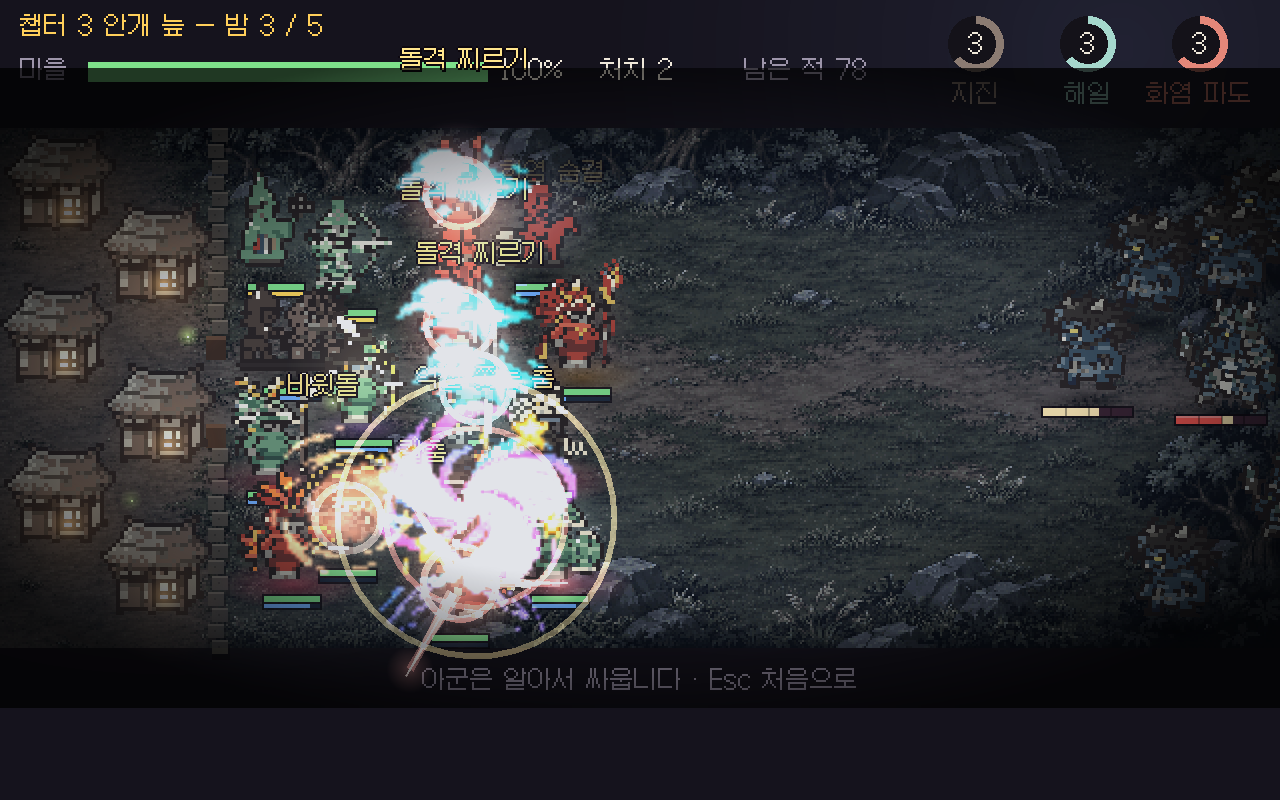 챕터 3 안개 늪 – 밤 3 / 5
마을
100%
처치 2
남은 적 78
3
3
3
지진
해일
화염 파도
돌격 찌르기
돌격 찌르기
돌격 찌르기
바윗돌
아군은 알아서 싸웁니다 · Esc 처음으로